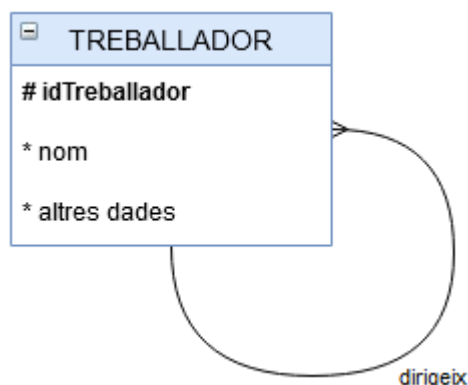 TREBALLADOR
# idTreballador
* nom
* altres dades
dirigeix